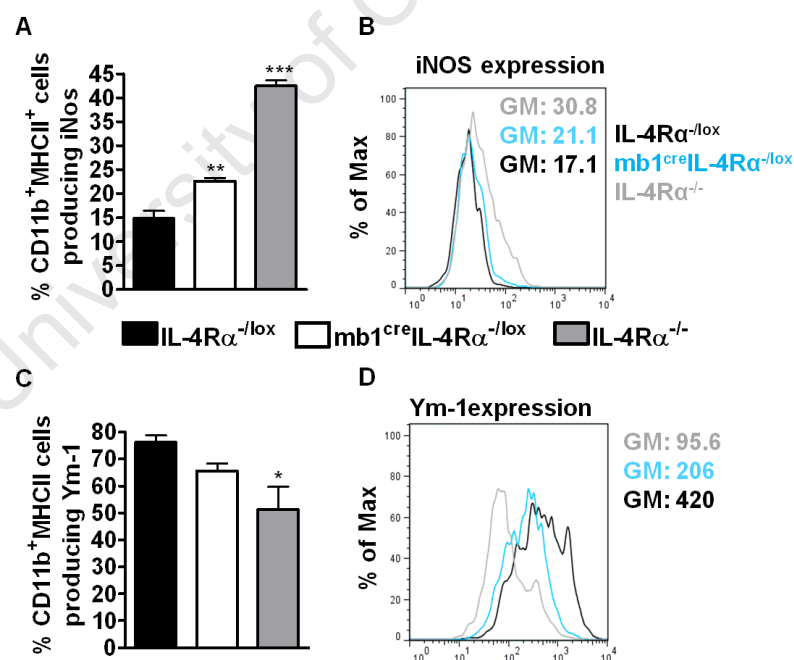 University of C
A
% CD11b⁺MHCII⁺ cells
producing iNos
45
40
35
30
25
20
15
10
5
0
**
***
B
iNOS expression
% of Max
100
80
60
40
20
0
10⁰ 10¹ 10² 10³ 10⁴
GM: 30.8
GM: 21.1
GM: 17.1
IL-4Rα⁻/lox
mb1ᶜʳᵉIL-4Rα⁻/lox
IL-4Rα⁻/⁻
IL-4Rα⁻/lox mb1ᶜʳᵉIL-4Rα⁻/lox IL-4Rα⁻/⁻
C
% CD11b⁺MHCII cells
producing Ym-1
80
70
60
50
40
30
20
10
0
*
D
Ym-1expression
% of Max
100
80
60
40
20
0
10⁰ 10¹ 10² 10³ 10⁴
GM: 95.6
GM: 206
GM: 420